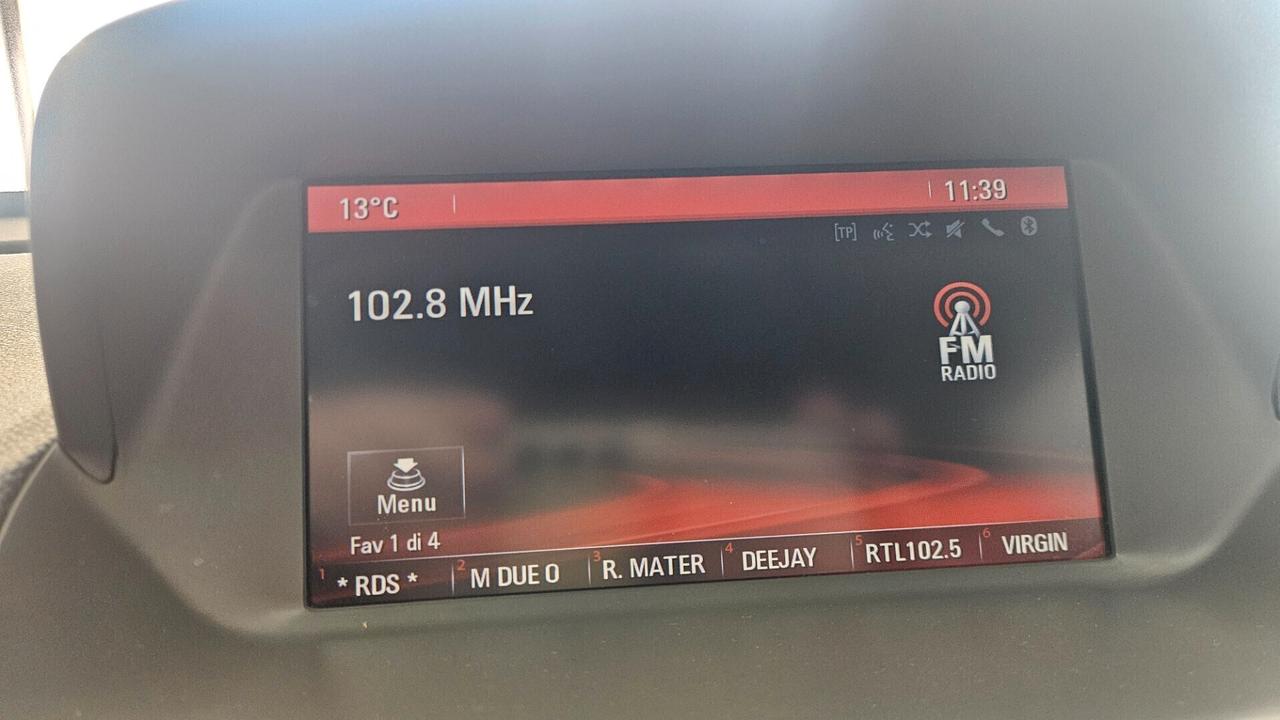 13°C 11:39
[TP]
102.8 MHz
FM
RADIO
Menu
Fav 1 di 4
1 * RDS * 2 M DUE O 3 R. MATER 4 DEEJAY 5 RTL102.5 6 VIRGIN